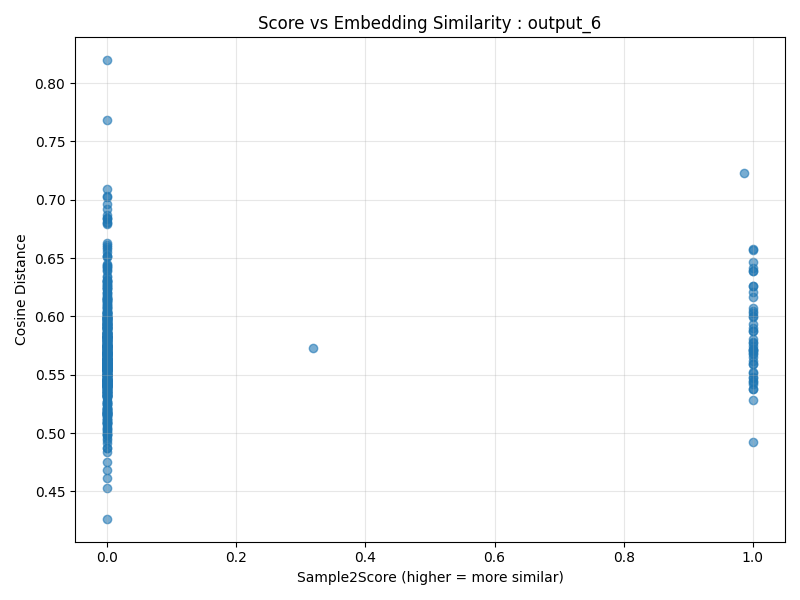 Score vs Embedding Similarity : output_6
Cosine Distance
0.80
0.75
0.70
0.65
0.60
0.55
0.50
0.45
0.0 0.2 0.4 0.6 0.8 1.0
Sample2Score (higher = more similar)